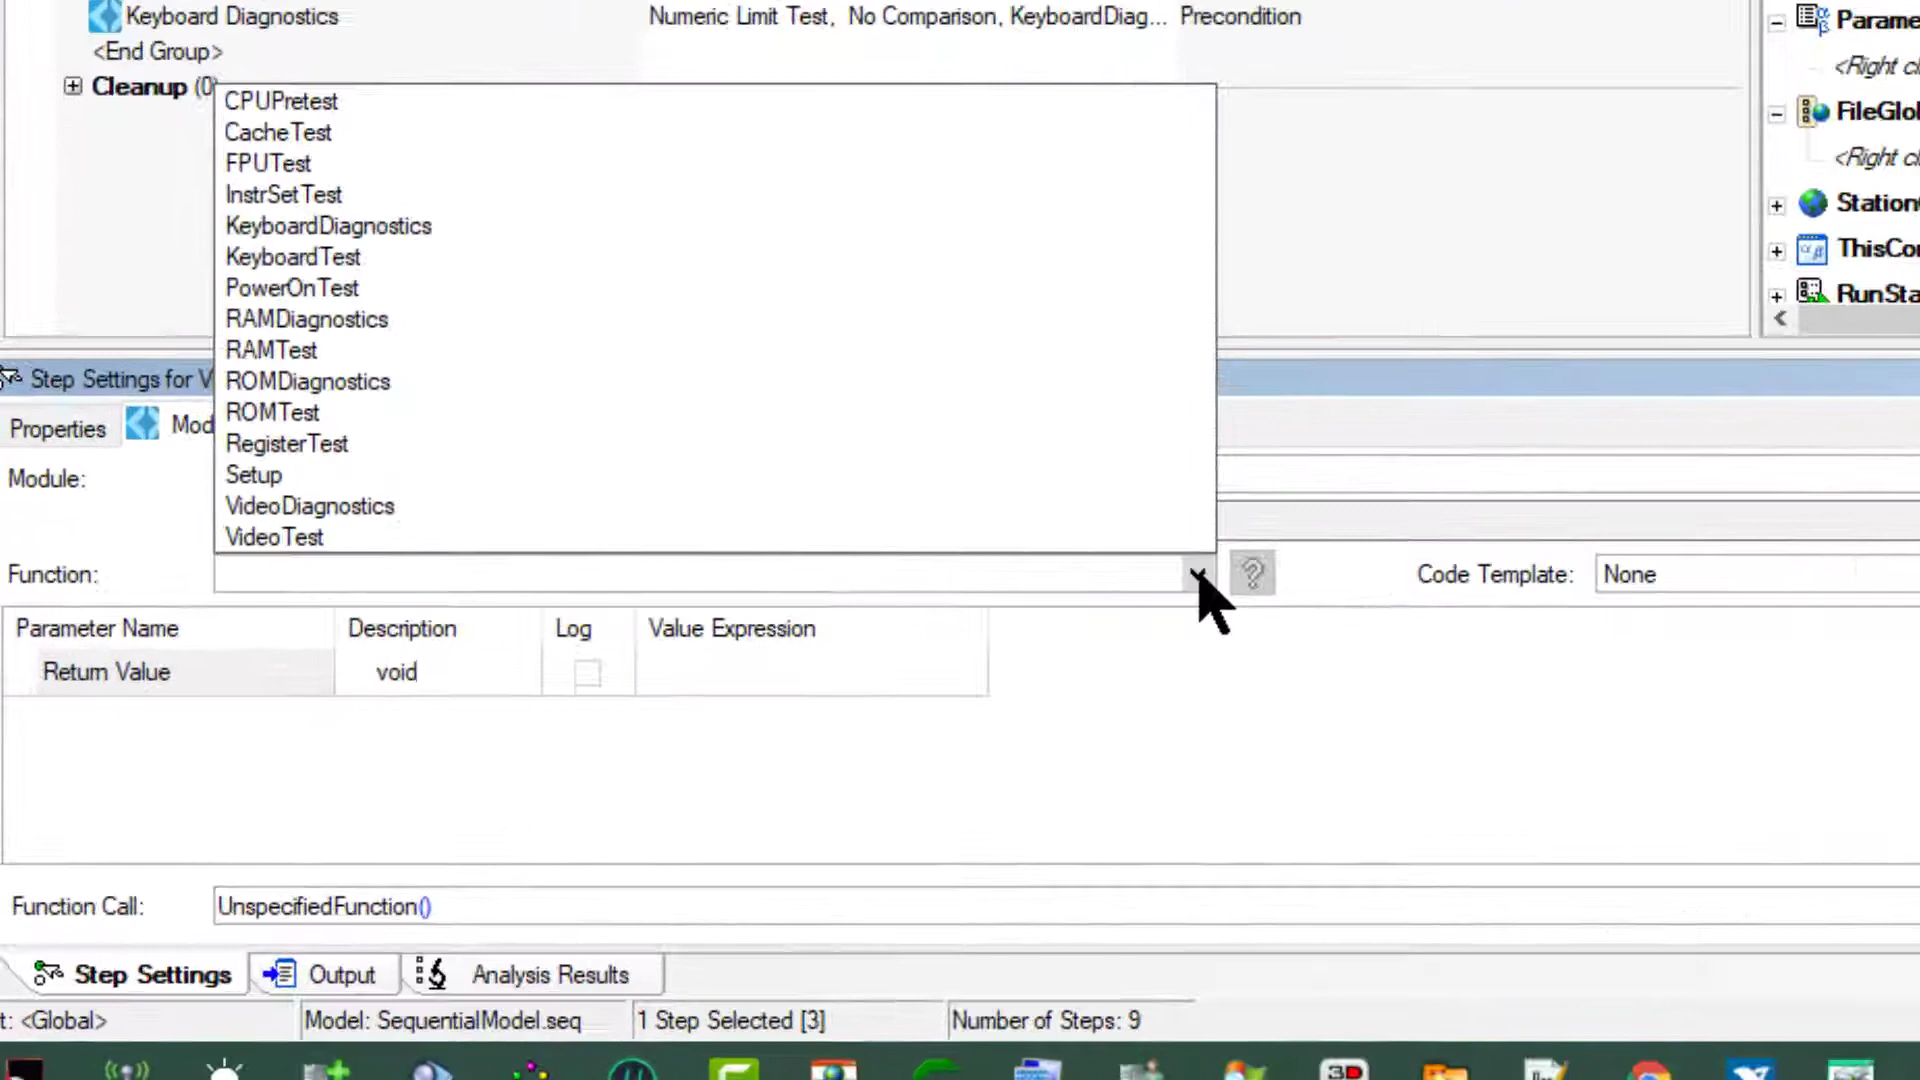 Keyboard Diagnostics Numeric Limit Test, No Comparison, KeyboardDiag... Precondition
<End Group>
Cleanup (0)
CPUPretest
CacheTest
FPUTest
InstrSetTest
KeyboardDiagnostics
KeyboardTest
PowerOnTest
RAMDiagnostics
RAMTest
ROMDiagnostics
ROMTest
RegisterTest
Setup
VideoDiagnostics
VideoTest
Parame
<Right cl
FileGlob
<Right cl
Station
ThisCo
RunSta
Step Settings for V
Properties Mod
Module:
Function: Code Template: None
Parameter Name Description Log Value Expression
Return Value void
Function Call: UnspecifiedFunction()
Step Settings Output Analysis Results
t: <Global> Model: SequentialModel.seq 1 Step Selected [3] Number of Steps: 9
3D